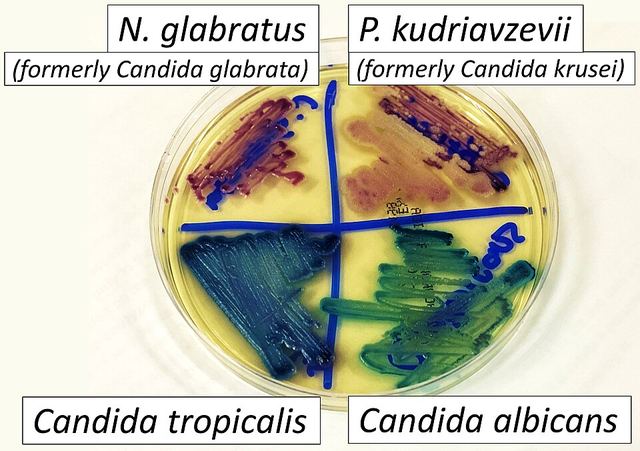 N. glabratus
(formerly Candida glabrata)
P. kudriavzevii
(formerly Candida krusei)
Candida tropicalis
Candida albicans